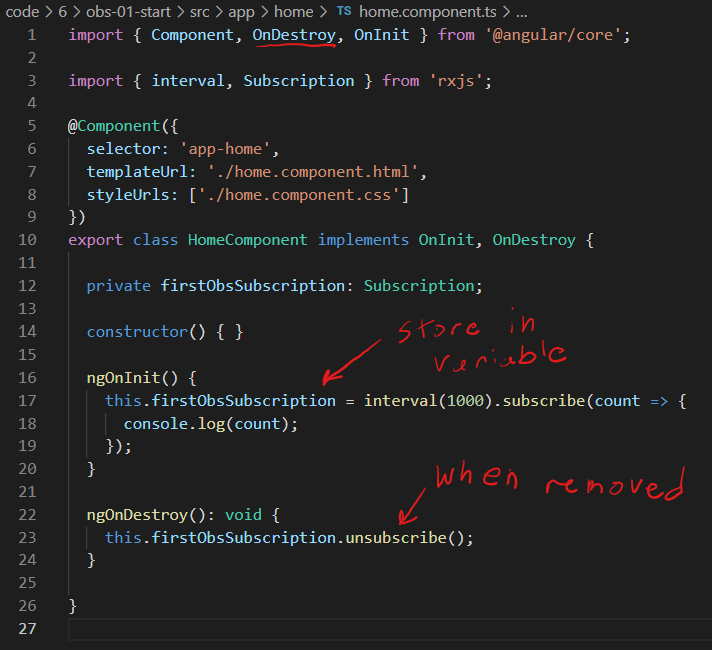 code > 6 > obs-01-start > src > app > home > TS home.component.ts > ...
1 import { Component, OnDestroy, OnInit } from '@angular/core';
2
3 import { interval, Subscription } from 'rxjs';
4
5 @Component({
6 selector: 'app-home',
7 templateUrl: './home.component.html',
8 styleUrls: ['./home.component.css']
9 })
10 export class HomeComponent implements OnInit, OnDestroy {
11
12 private firstObsSubscription: Subscription;
13
14 constructor() { }
store in
variable
15
16 ngOnInit() {
17 this.firstObsSubscription = interval(1000).subscribe(count => {
18 console.log(count);
19 });
20 }
when removed
21
22 ngOnDestroy(): void {
23 this.firstObsSubscription.unsubscribe();
24 }
25
26 }
27